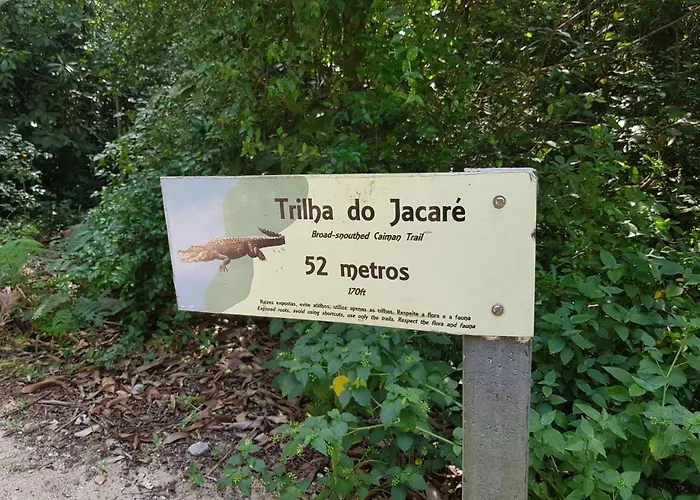 Trilha do Jacaré
Broad-snouthed Caiman Trail
52 metros
170ft
Raízes expostas, evite atalhos, utilize apenas as trilhas. Respeite a flora e a fauna
Exposed roots, avoid using shortcuts, use only the trails. Respect the flora and fauna